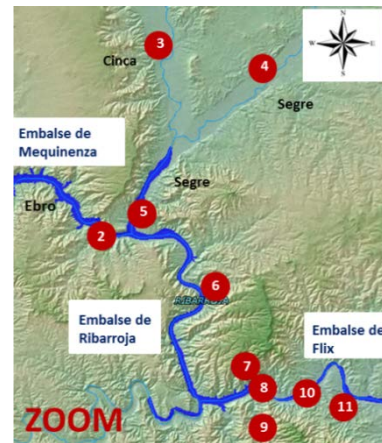 N
W
E
S
3
Cinca
4
Segre
Embalse de
Mequinenza
Segre
5
Ebro
2
6
RIBARROJA
Embalse de
Ribarroja
Embalse de
Flix
7
8
10
11
9
ZOOM